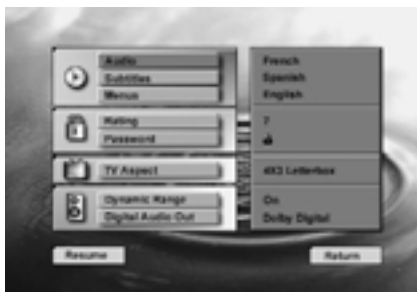 Audio French
Subtitles Spanish
Menus English
Rating 7
Password
TV Aspect 4X3 Letterbox
Dynamic Range On
Digital Audio Out Dolby Digital
Resume Return